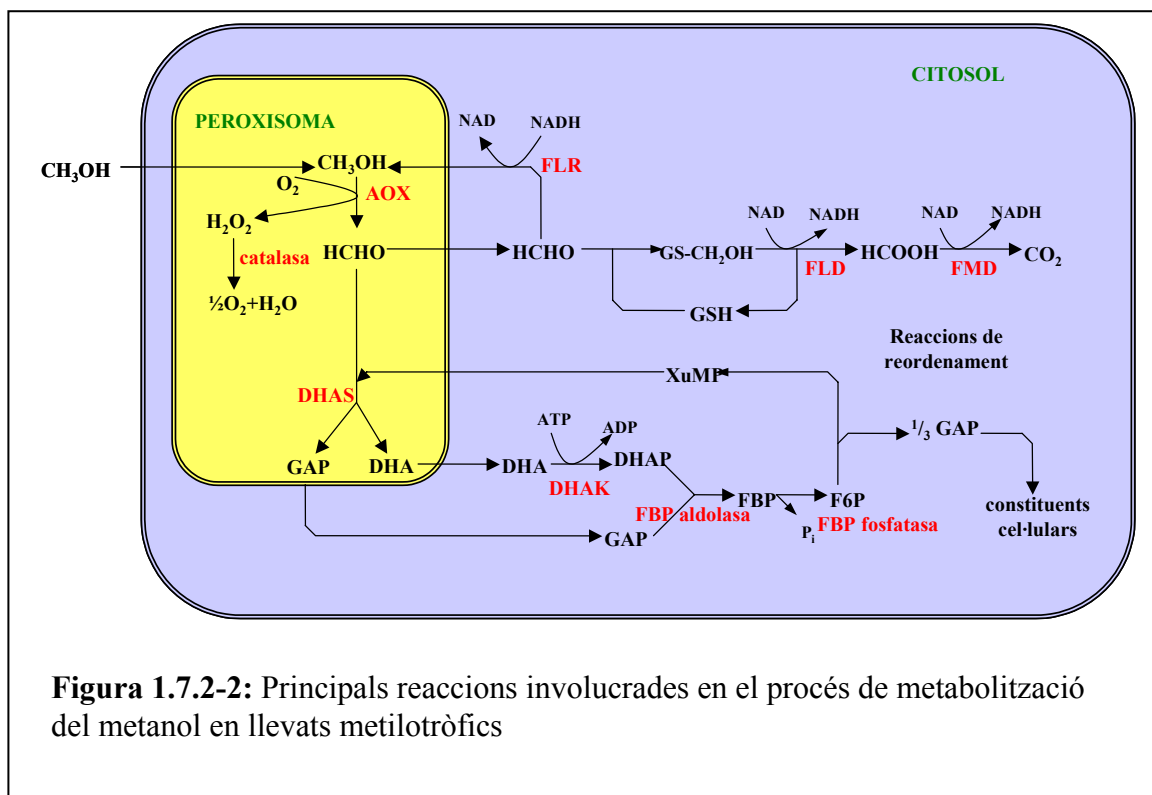 CITOSOL
PEROXISOMA
NAD NADH
CH₃OH CH₃OH FLR
O₂ AOX
H₂O₂ NAD NADH NAD NADH
catalasa HCHO HCHO GS-CH₂OH HCOOH CO₂
FLD FMD
½O₂+H₂O
GSH
Reaccions de
reordenament
XuMP
DHAS
ATP ADP
¹/₃ GAP
GAP DHA DHA DHAP
DHAK
FBP F6P
constituents
cel·lulars
FBP aldolasa Pᵢ FBP fosfatasa
GAP
Figura 1.7.2-2: Principals reaccions involucrades en el procés de metabolització
del metanol en llevats metilotròfics